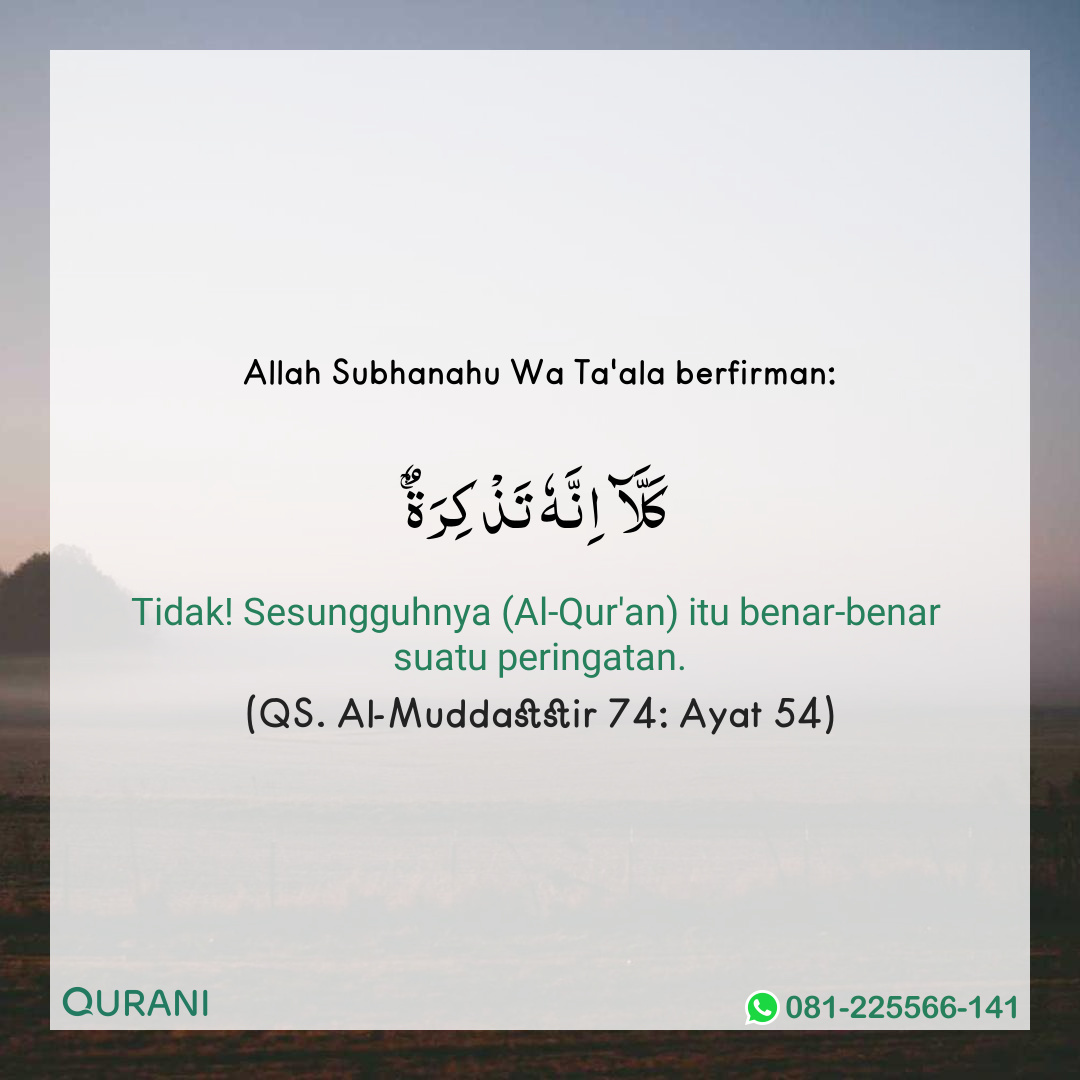 Allah Subhanahu Wa Ta'ala berfirman:
كَلَّآ اِنَّهٗ تَذْكِرَةٌ ۚ
Tidak! Sesungguhnya (Al-Qur'an) itu benar-benar
suatu peringatan.
(QS. Al-Muddaststir 74: Ayat 54)
QURANI
081-225566-141